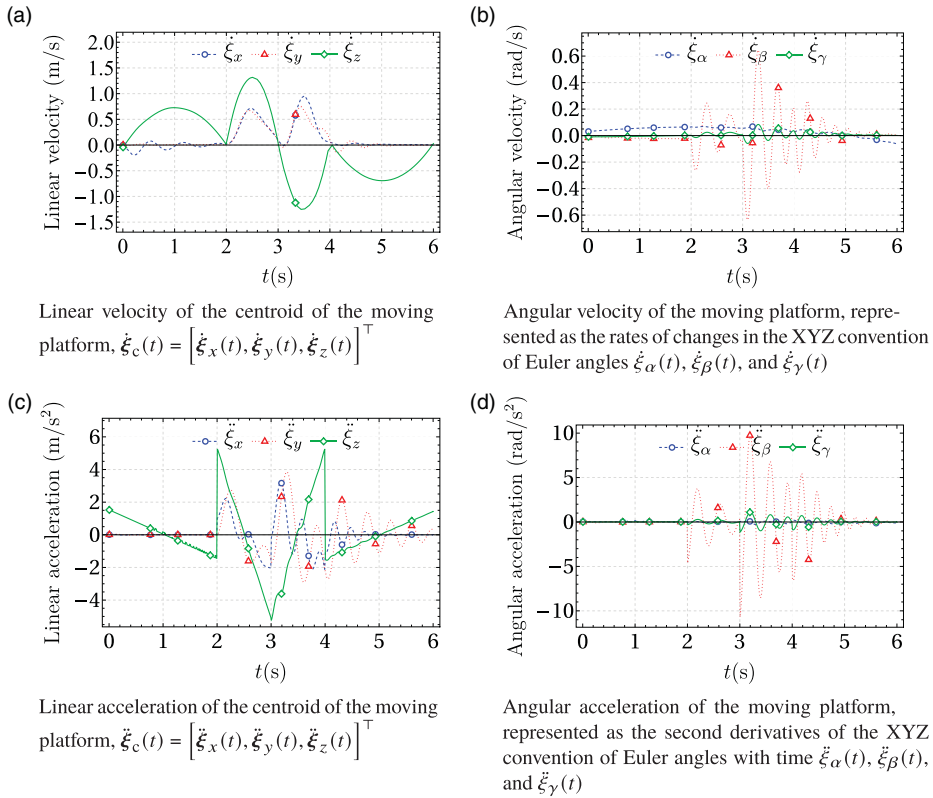 (a)
Linear velocity (m/s)
2.0
1.5
1.0
0.5
0.0
−0.5
−1.0
−1.5
ξ̇x ξ̇y ξ̇z
0 1 2 3 4 5 6
t(s)
Linear velocity of the centroid of the moving
platform, ξ̇c(t) = [ξ̇x(t), ξ̇y(t), ξ̇z(t)]⊤
(b)
Angular velocity (rad/s)
0.6
0.4
0.2
0.0
−0.2
−0.4
−0.6
ξ̇α ξ̇β ξ̇γ
0 1 2 3 4 5 6
t(s)
Angular velocity of the moving platform, repre-
sented as the rates of changes in the XYZ convention
of Euler angles ξ̇α(t), ξ̇β(t), and ξ̇γ(t)
(c)
Linear acceleration (m/s²)
6
4
2
0
−2
−4
ξ̈x ξ̈y ξ̈z
0 1 2 3 4 5 6
t(s)
Linear acceleration of the centroid of the moving
platform, ξ̈c(t) = [ξ̈x(t), ξ̈y(t), ξ̈z(t)]⊤
(d)
Angular acceleration (rad/s²)
10
5
0
−5
−10
ξ̈α ξ̈β ξ̈γ
0 1 2 3 4 5 6
t(s)
Angular acceleration of the moving platform,
represented as the second derivatives of the XYZ
convention of Euler angles with time ξ̈α(t), ξ̈β(t),
and ξ̈γ(t)